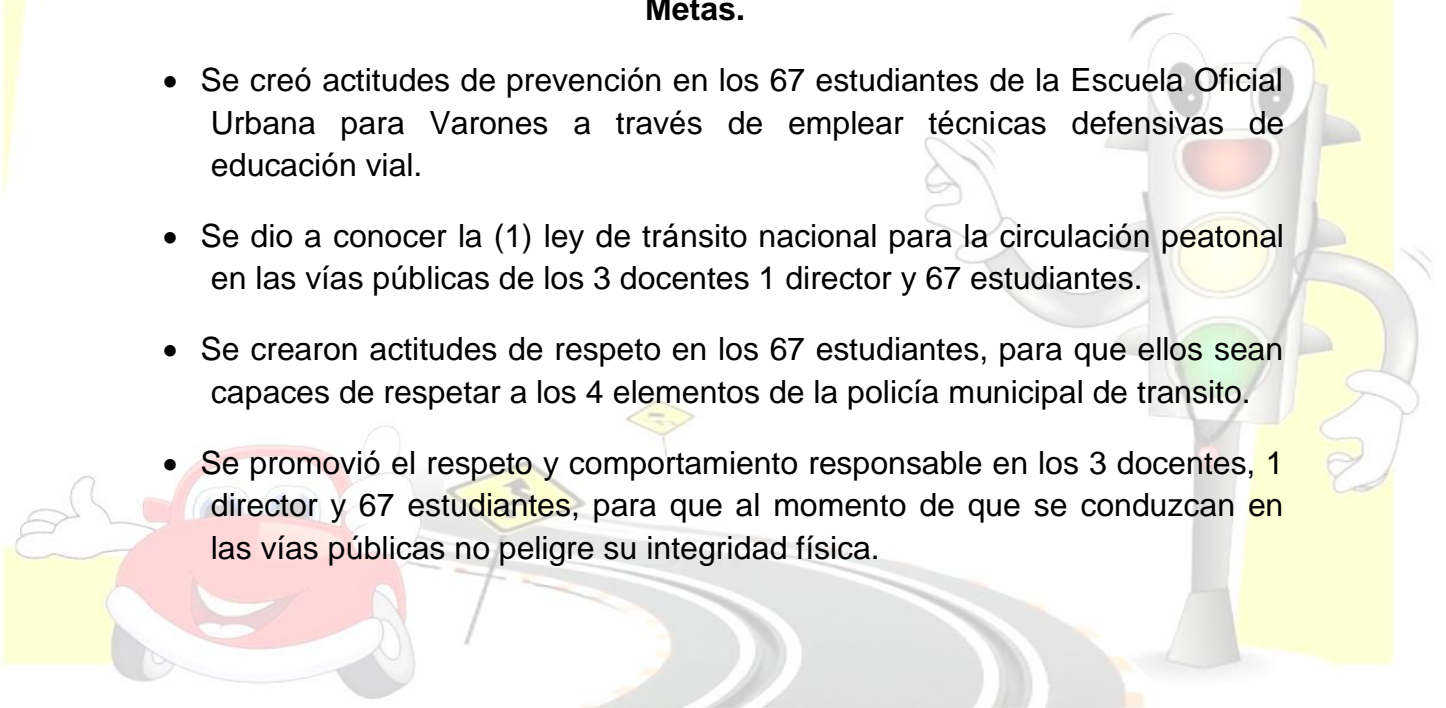 Metas.
• Se creó actitudes de prevención en los 67 estudiantes de la Escuela Oficial
Urbana para Varones a través de emplear técnicas defensivas de
educación vial.
• Se dio a conocer la (1) ley de tránsito nacional para la circulación peatonal
en las vías públicas de los 3 docentes 1 director y 67 estudiantes.
• Se crearon actitudes de respeto en los 67 estudiantes, para que ellos sean
capaces de respetar a los 4 elementos de la policía municipal de transito.
• Se promovió el respeto y comportamiento responsable en los 3 docentes, 1
director y 67 estudiantes, para que al momento de que se conduzcan en
las vías públicas no peligre su integridad física.